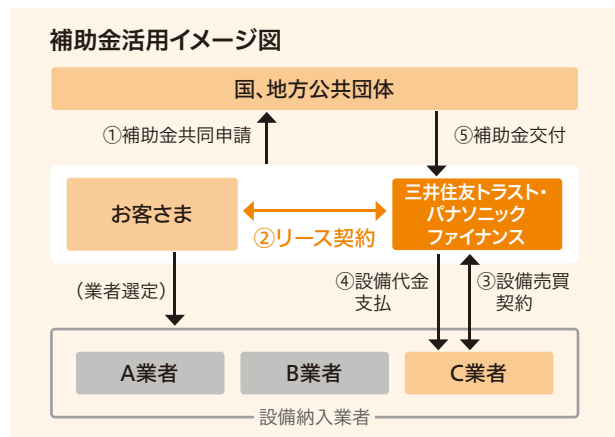 補助金活用イメージ図
国、地方公共団体
①補助金共同申請
⑤補助金交付
お客さま
②リース契約
三井住友トラスト・
パナソニック
ファイナンス
(業者選定)
④設備代金
支払
③設備売買
契約
A業者
B業者
C業者
設備納入業者